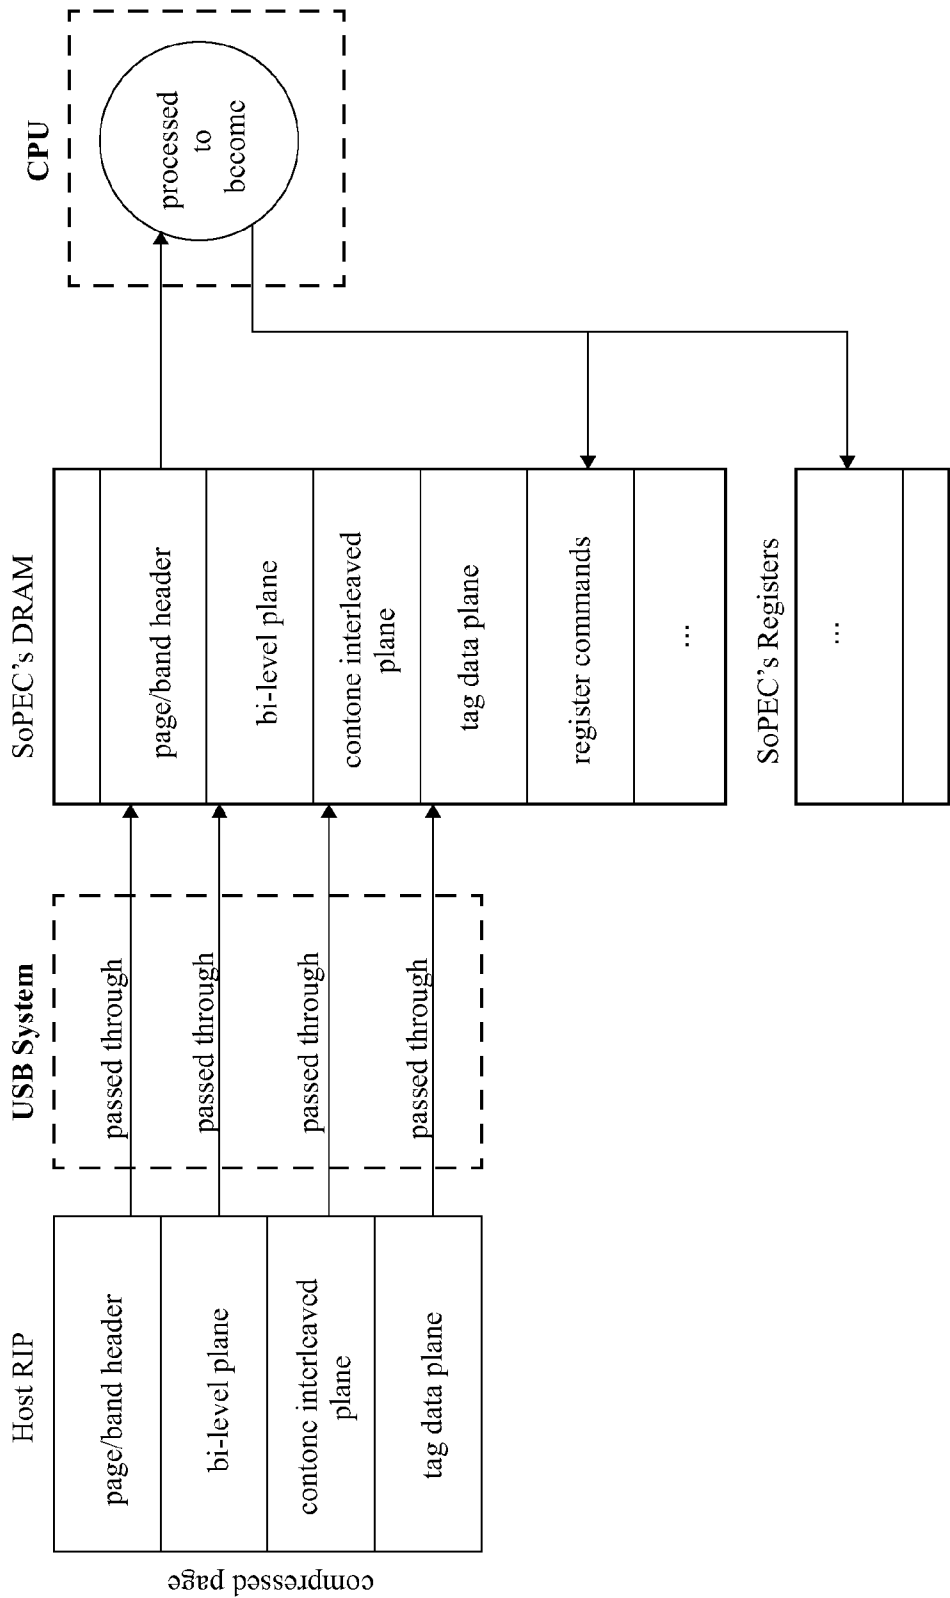 Host RIP
compressed page
page/band header
bi-level plane
contone interleaved
plane
tag data plane
USB System
passed through
passed through
passed through
passed through
SoPEC's DRAM
page/band header
bi-level plane
contone interleaved
plane
tag data plane
register commands
...
SoPEC's Registers
...
CPU
processed
to
become